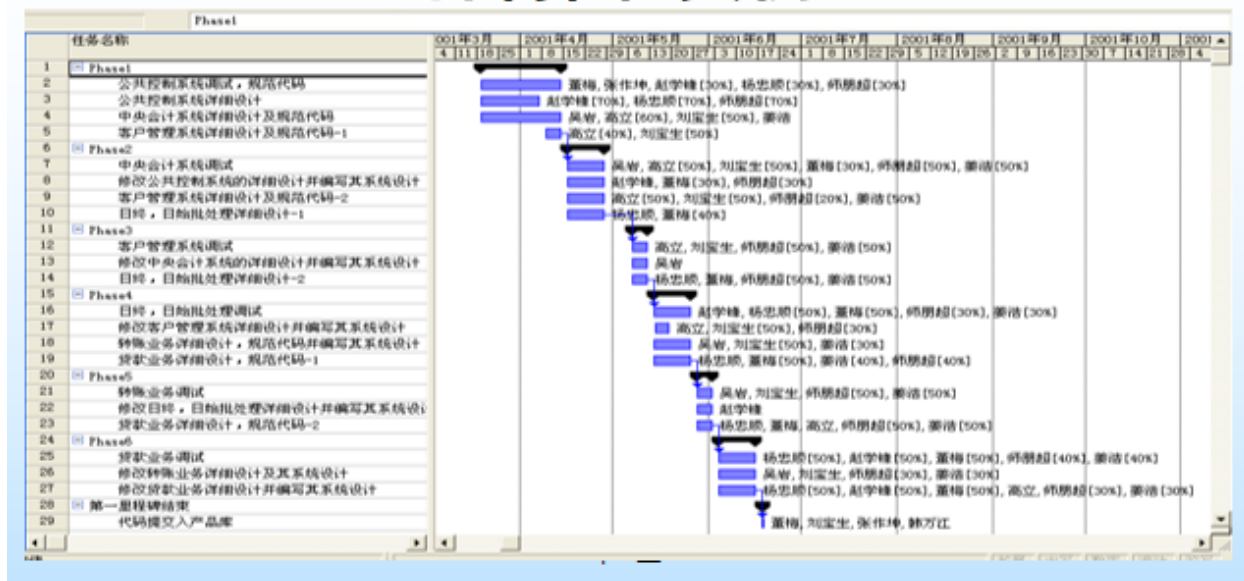 Phase1
任务名称 001年3月 2001年4月 2001年5月 2001年6月 2001年7月 2001年8月 2001年9月 2001年10月 2001
4 11 18 25 1 8 15 22 29 6 13 20 27 3 10 17 24 1 8 15 22 29 5 12 19 26 2 9 16 23 30 7 14 21 28 4
1 Phase1
2 公共控制系统调试，规范代码 董梅, 张作坤, 赵学锋[30%], 杨忠顺[30%], 师朋超[30%]
3 公共控制系统详细设计 赵学锋[70%], 杨忠顺[70%], 师朋超[70%]
4 中央会计系统详细设计及规范代码 吴岩, 高立[60%], 刘宝生[50%], 姜浩
5 客户管理系统详细设计及规范代码-1 高立[40%], 刘宝生[50%]
6 Phase2
7 中央会计系统调试 吴岩, 高立[50%], 刘宝生[50%], 董梅[30%], 师朋超[50%], 姜浩[50%]
8 修改公共控制系统的详细设计并编写其系统设计 赵学锋, 董梅[30%], 师朋超[30%]
9 客户管理系统详细设计及规范代码-2 高立[50%], 刘宝生[50%], 师朋超[20%], 姜浩[50%]
10 日终，日始批处理详细设计-1 杨忠顺, 董梅[40%]
11 Phase3
12 客户管理系统调试 高立, 刘宝生, 师朋超[50%], 姜浩[50%]
13 修改中央会计系统的详细设计并编写其系统设计 吴岩
14 日终，日始批处理详细设计-2 杨忠顺, 董梅, 师朋超[50%], 姜浩[50%]
15 Phase4
16 日终，日始批处理调试 赵学锋, 杨忠顺[50%], 董梅[50%], 师朋超[30%], 姜浩[30%]
17 修改客户管理系统详细设计并编写其系统设计 高立, 刘宝生[50%], 师朋超[30%]
18 转账业务详细设计，规范代码并编写其系统设计 吴岩, 刘宝生[50%], 姜浩[30%]
19 贷款业务详细设计，规范代码-1 杨忠顺, 董梅[50%], 姜浩[40%], 师朋超[40%]
20 Phase5
21 转账业务调试 吴岩, 刘宝生, 师朋超[50%], 姜浩[50%]
22 修改日终，日始批处理详细设计并编写其系统设计 赵学锋
23 贷款业务详细设计，规范代码-2 杨忠顺, 董梅, 高立, 师朋超[50%], 姜浩[50%]
24 Phase6
25 贷款业务调试 杨忠顺[50%], 赵学锋[50%], 董梅[50%], 师朋超[40%], 姜浩[40%]
26 修改转账业务详细设计及其系统设计 吴岩, 刘宝生, 师朋超[30%], 姜浩[30%]
27 修改贷款业务详细设计并编写其系统设计 杨忠顺[50%], 赵学锋[50%], 董梅[50%], 高立, 师朋超[30%], 姜浩[30%]
28 第一里程碑结束
29 代码提交入产品库 董梅, 刘宝生, 张作坤, 韩万江